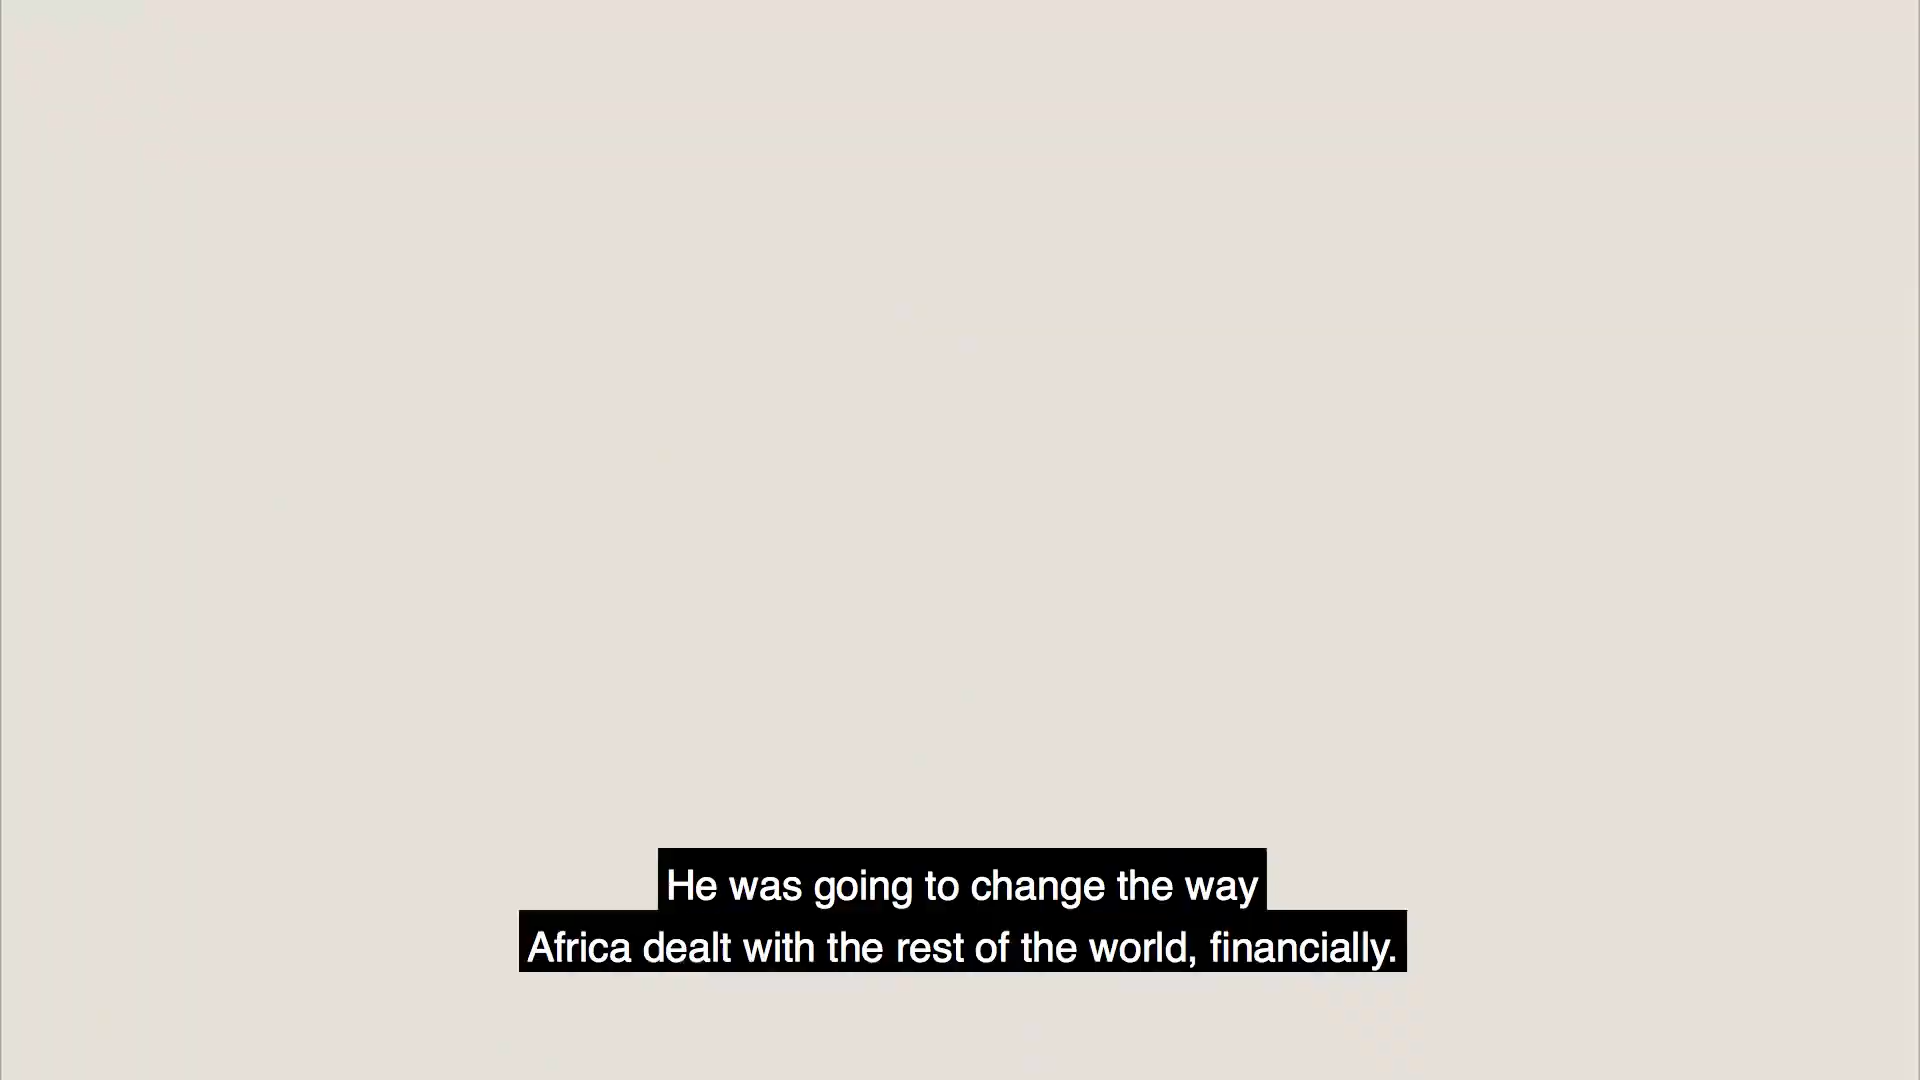 He was going to change the way
Africa dealt with the rest of the world, financially.